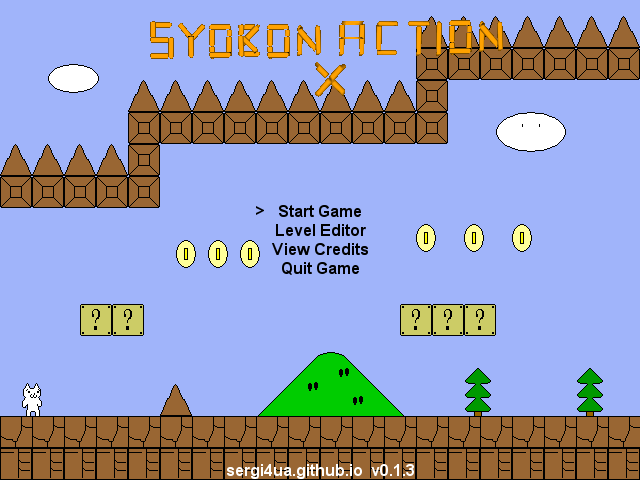 SYOBON ACTION
X
> Start Game
Level Editor
View Credits
Quit Game
? ? ? ? ?
sergi4ua.github.io v0.1.3